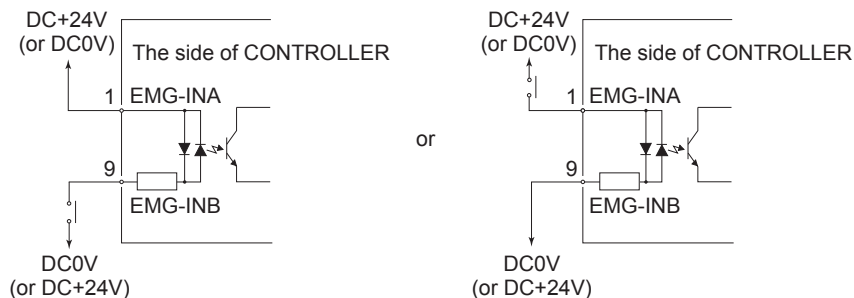 DC+24V
(or DC0V)
The side of CONTROLLER
1 EMG-INA
9
EMG-INB
DC0V
(or DC+24V)
or
DC+24V
(or DC0V)
The side of CONTROLLER
1 EMG-INA
9
EMG-INB
DC0V
(or DC+24V)